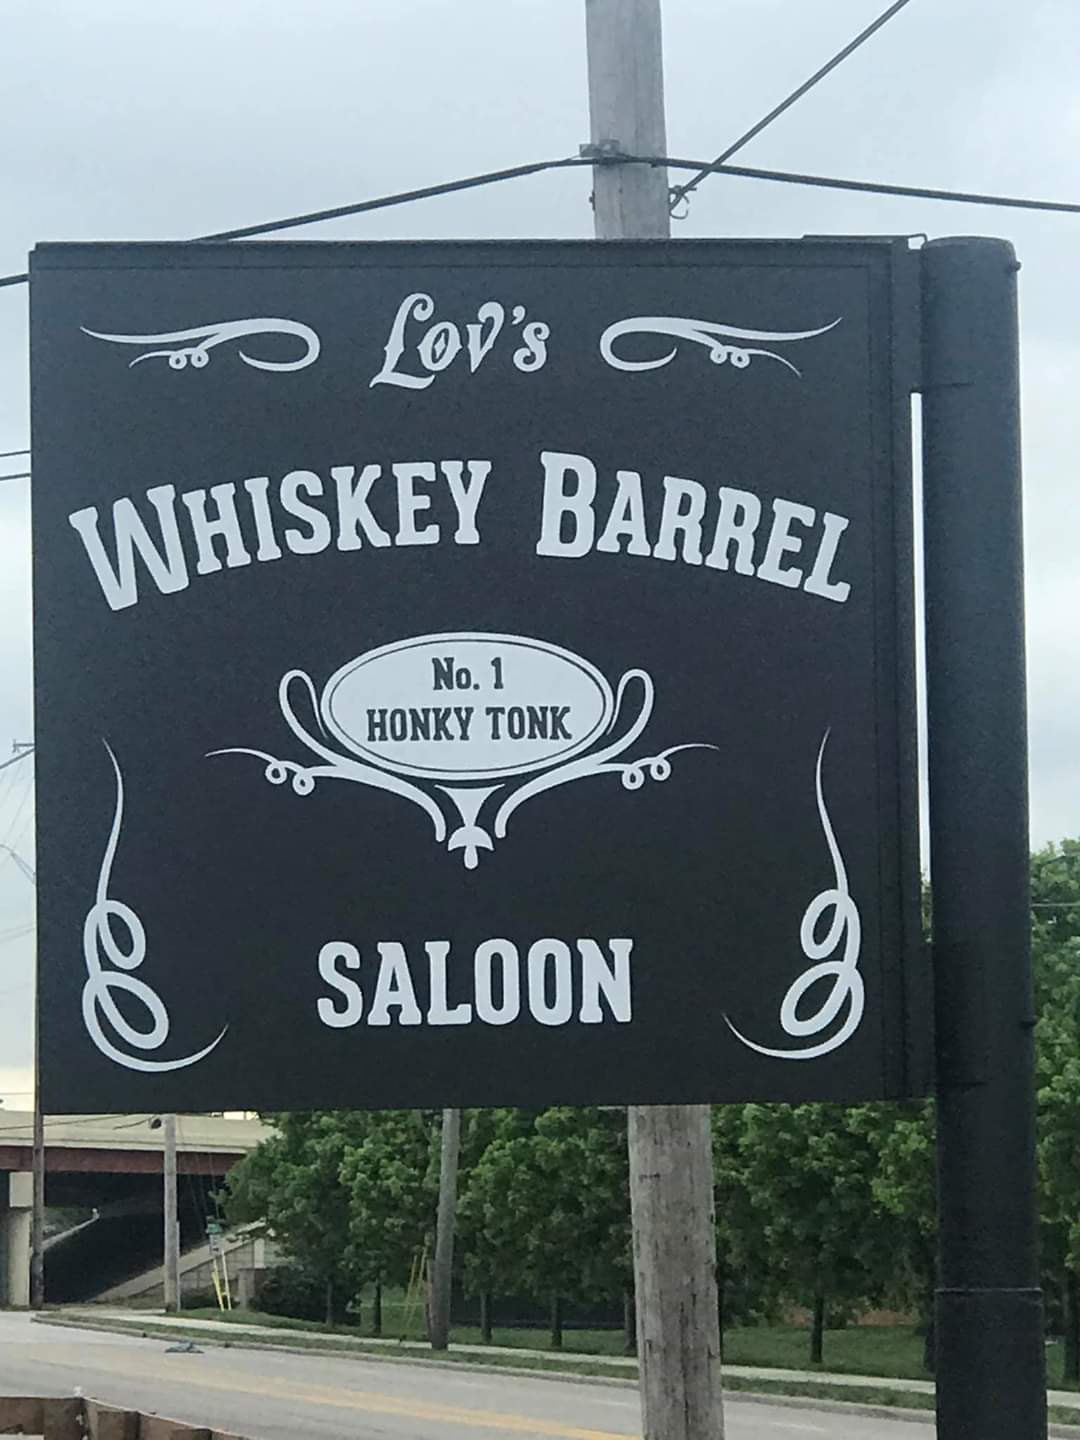 Lov's
WHISKEY BARREL
No. 1
HONKY TONK
SALOON